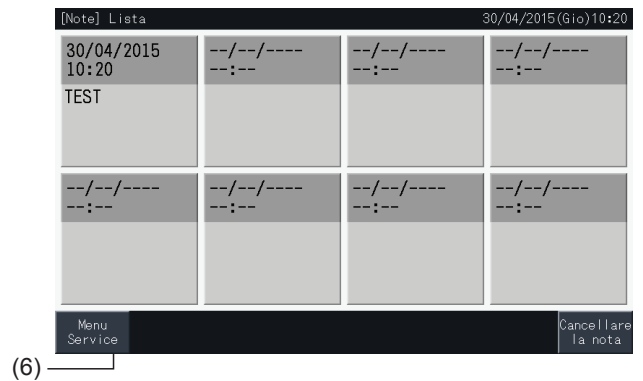 [Note] Lista 30/04/2015(Gio)10:20
30/04/2015 --/--/---- --/--/---- --/--/----
10:20 --:-- --:-- --:--
TEST
--/--/---- --/--/---- --/--/---- --/--/----
--:-- --:-- --:-- --:--
Menu Cancellare
Service la nota
(6)